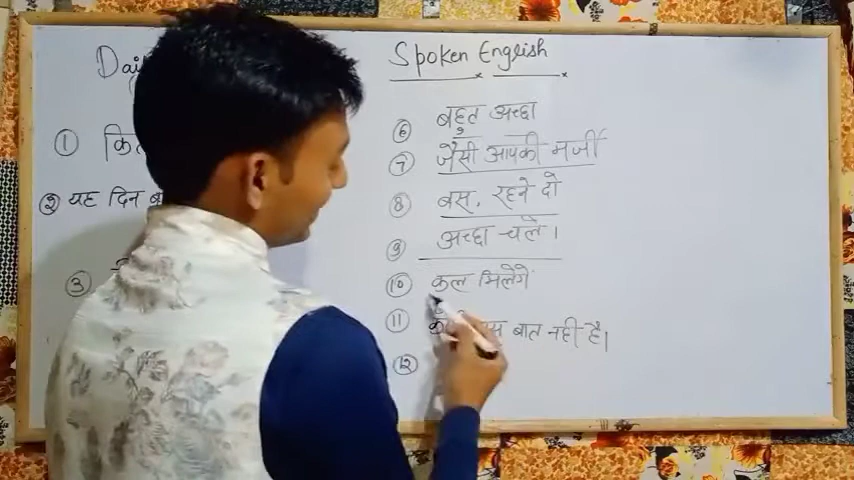 Spoken English
① कित
② यह दिन
③
⑥ बहुत अच्छा
⑦ जैसी आपकी मर्जी
⑧ बस, रहने दो
⑨ अच्छा चले।
⑩ कल मिलेगें
⑪ बात नही है।
⑫